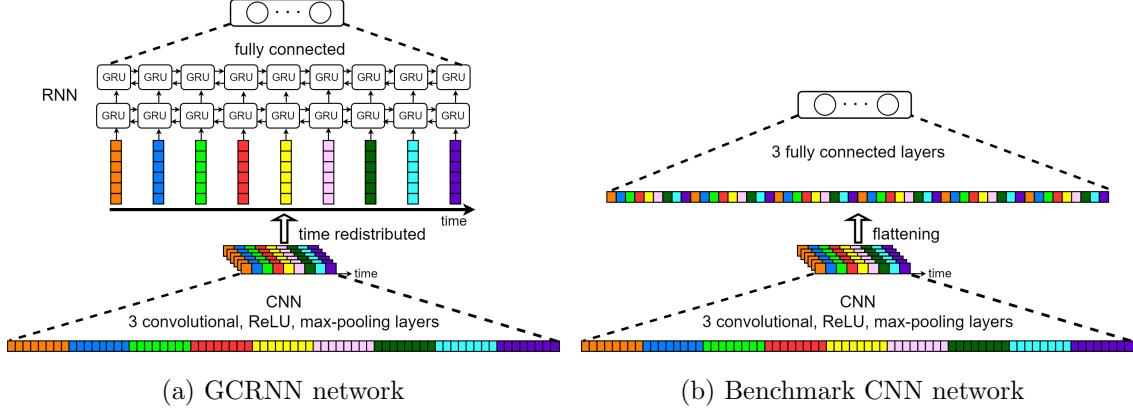 fully connected
RNN
GRU GRU GRU GRU GRU GRU GRU GRU GRU
GRU GRU GRU GRU GRU GRU GRU GRU GRU
time
time redistributed
time
CNN
3 convolutional, ReLU, max-pooling layers
(a) GCRNN network
3 fully connected layers
flattening
time
CNN
3 convolutional, ReLU, max-pooling layers
(b) Benchmark CNN network